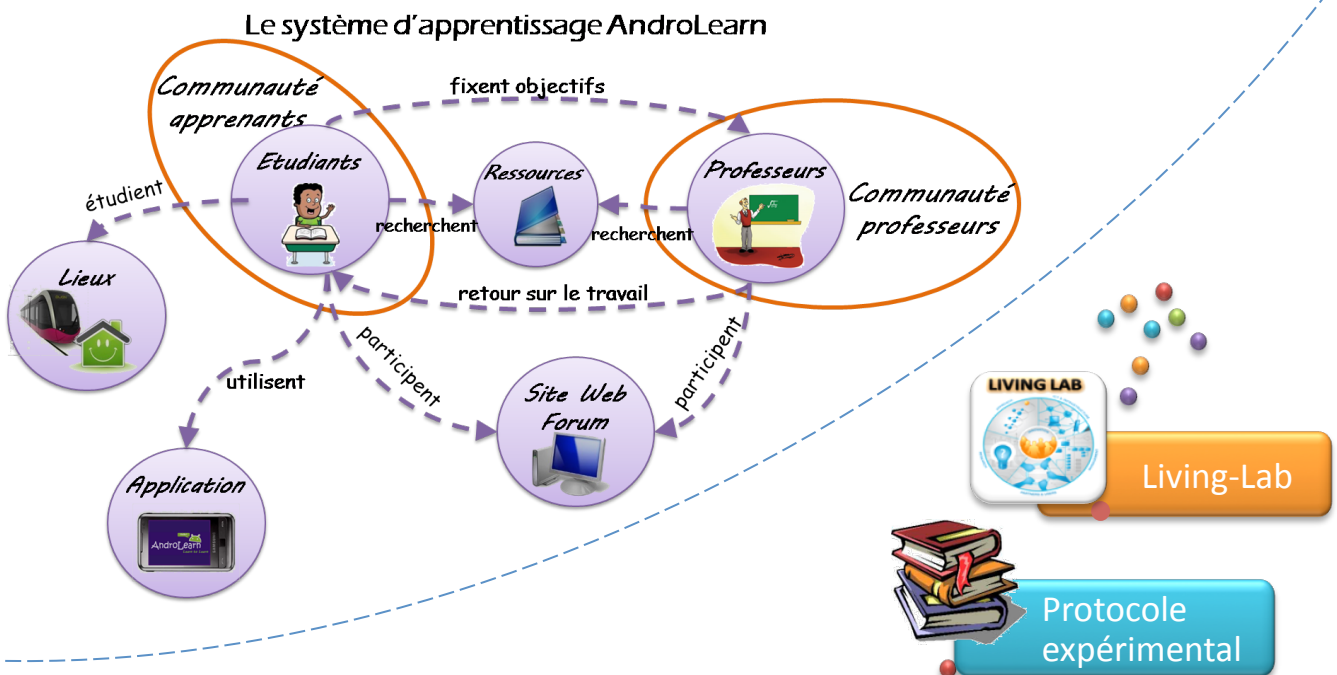 Le système d'apprentissage AndroLearn
Communauté
apprenants
fixent objectifs
Etudiants
Ressources
Professeurs
Communauté
professeurs
étudient
recherchent
recherchent
Lieux
retour sur le travail
participent
participent
utilisent
Site Web
Forum
Application
AndroLearn
LIVING LAB
Living-Lab
Protocole
expérimental